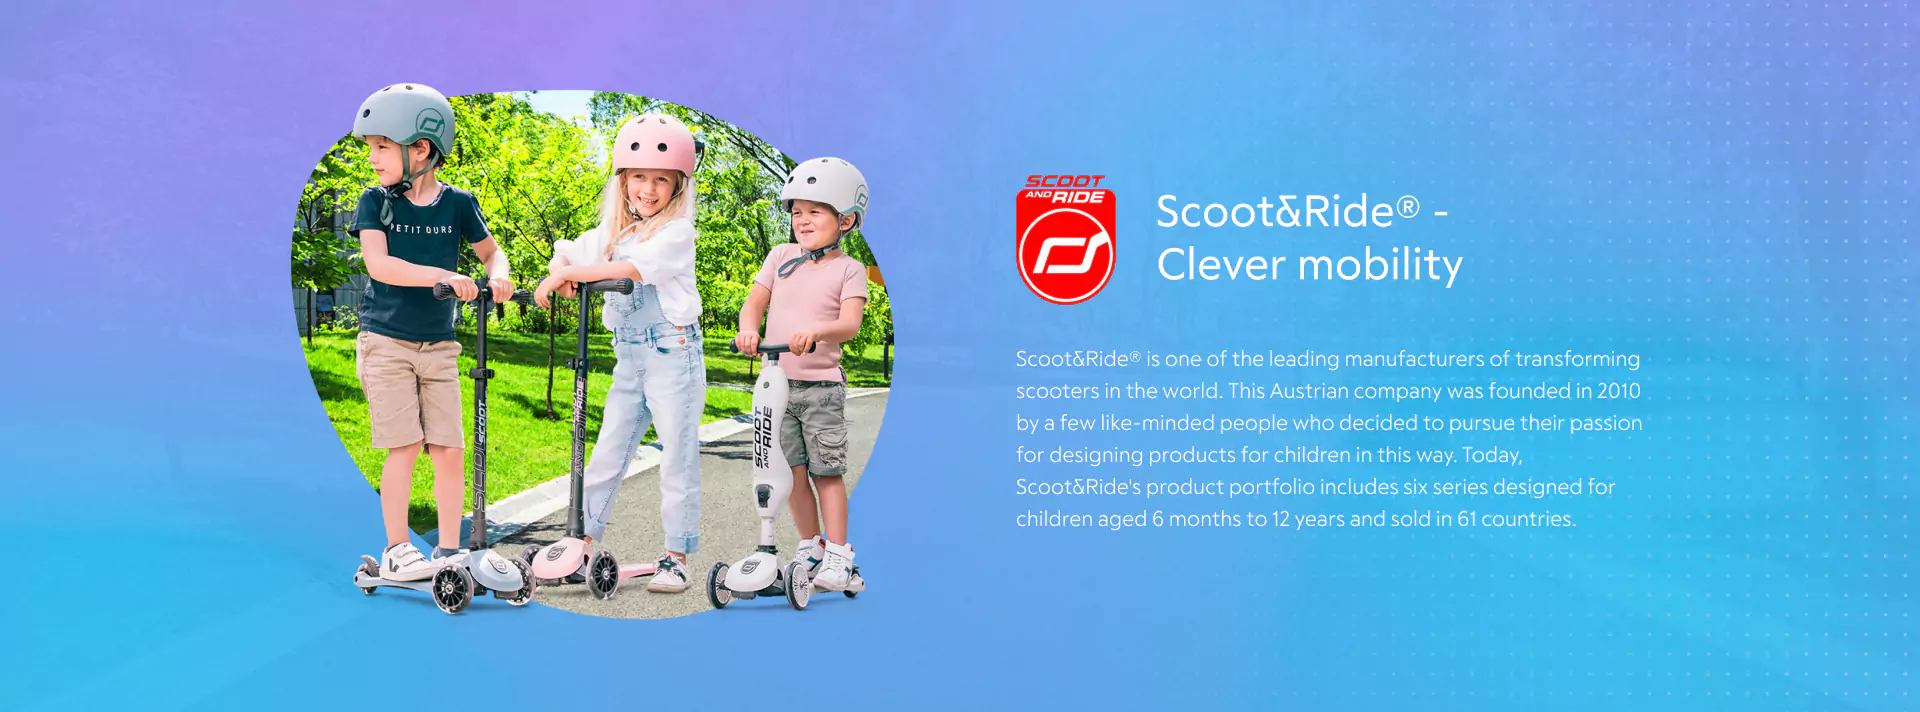 PETIT OURS
SCOOT
SCOOT
AND RIDE
SCOOT
AND RIDE
SCOOT
AND RIDE
Scoot&Ride® -
Clever mobility
Scoot&Ride® is one of the leading manufacturers of transforming
scooters in the world. This Austrian company was founded in 2010
by a few like-minded people who decided to pursue their passion
for designing products for children in this way. Today,
Scoot&Ride's product portfolio includes six series designed for
children aged 6 months to 12 years and sold in 61 countries.